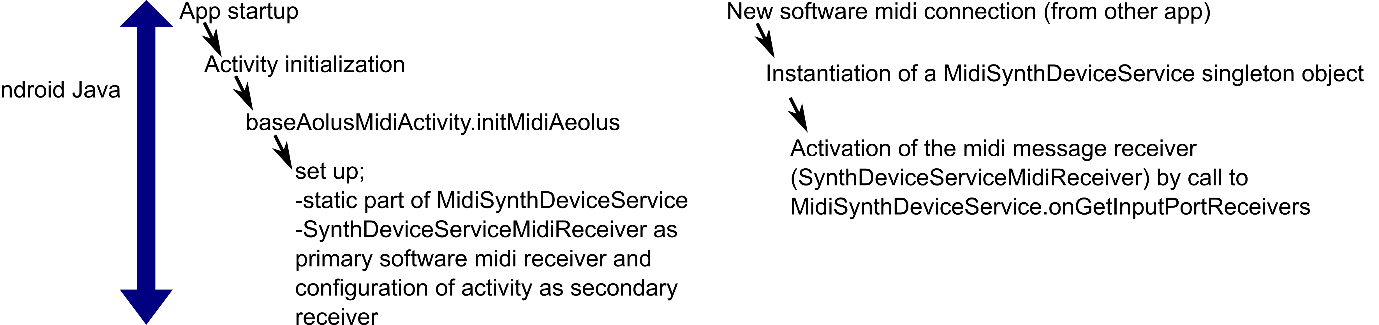 App startup
Activity initialization
baseAolusMidiActivity.initMidiAeolus
set up;
-static part of MidiSynthDeviceService
-SynthDeviceServiceMidiReceiver as
primary software midi receiver and
configuration of activity as secondary
receiver
ndroid Java
New software midi connection (from other app)
Instantiation of a MidiSynthDeviceService singleton object
Activation of the midi message receiver
(SynthDeviceServiceMidiReceiver) by call to
MidiSynthDeviceService.onGetInputPortReceivers